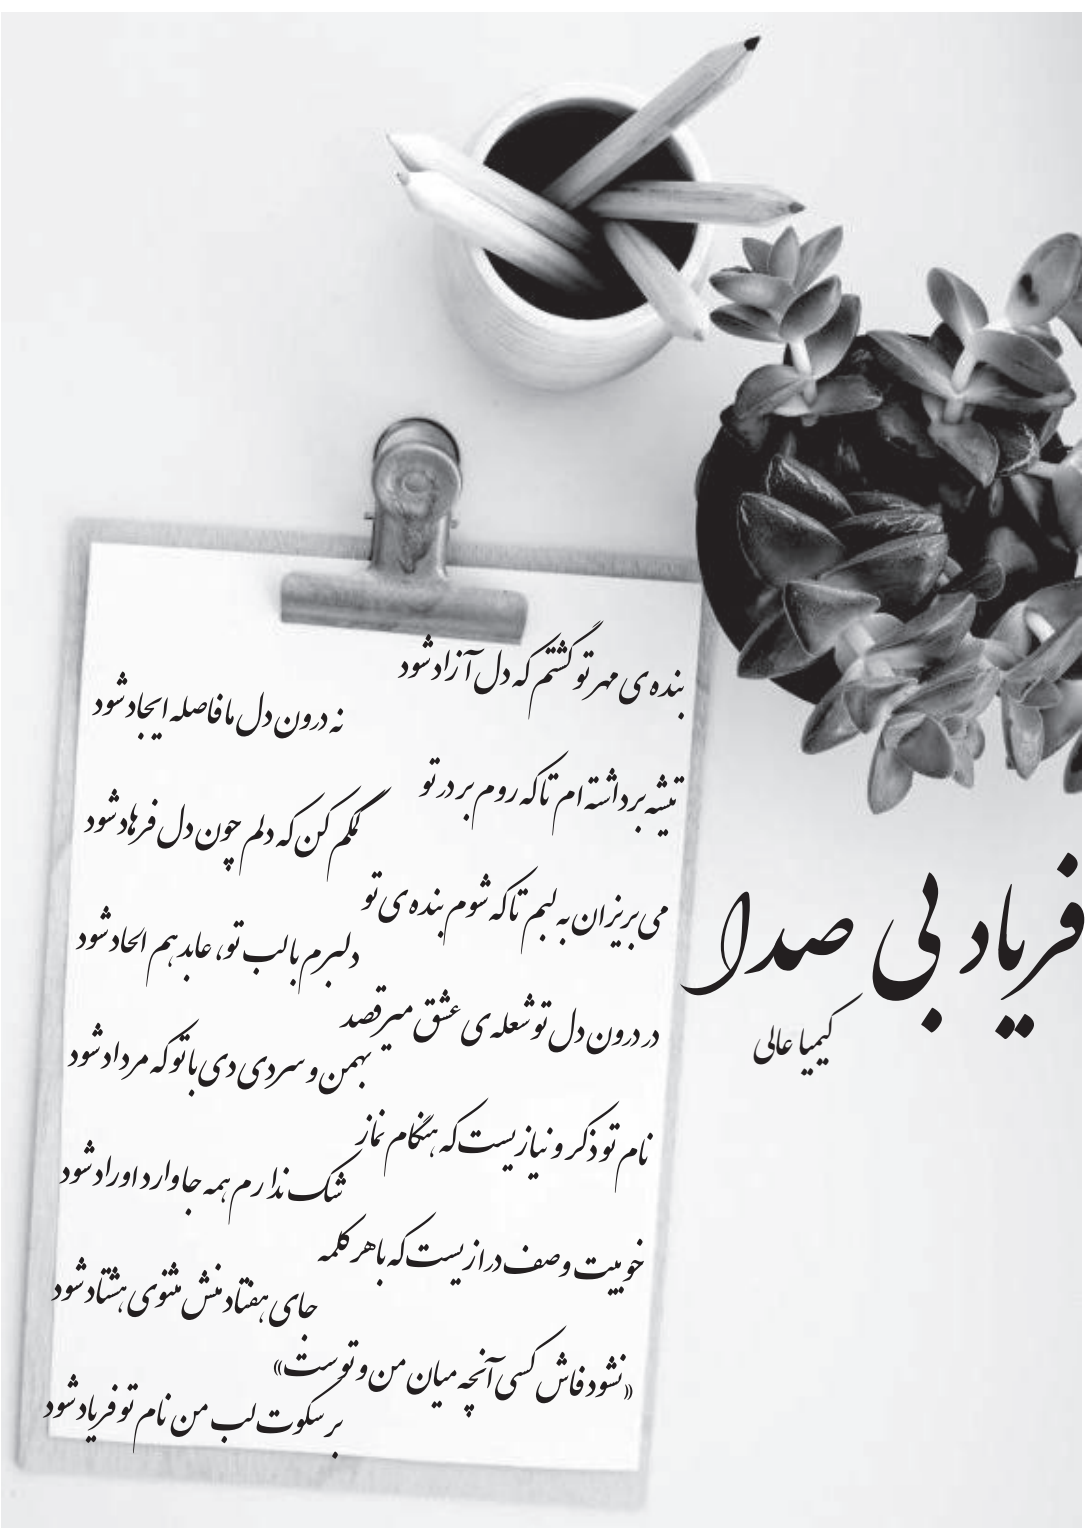 فریاد بی صدا
کیمیا عالی
بنده ی مهر تو گشتم که دل آزاد شود
نه درون دل ما فاصله ایجاد شود
تیشه برداشته ام تا که روم بر در تو
کمکم کن که دلم چون دل فرهاد شود
می بریزان به لبم تا که شوم بنده ی تو
دلبرم با لب تو، عابد هم الحاد شود
در درون دل تو شعله ی عشق میرقصد
بهمن و سردی دی با تو که مرداد شود
نام تو ذکر و نیازیست که هنگام نماز
شک ندارم همه جا وارد اوراد شود
خوبیت وصف درازیست که با هر کلمه
جای هفتاد منش مثنوی هشتاد شود
«نشود فاش کسی آنچه میان من و توست»
بر سکوت لب من نام تو فریاد شود